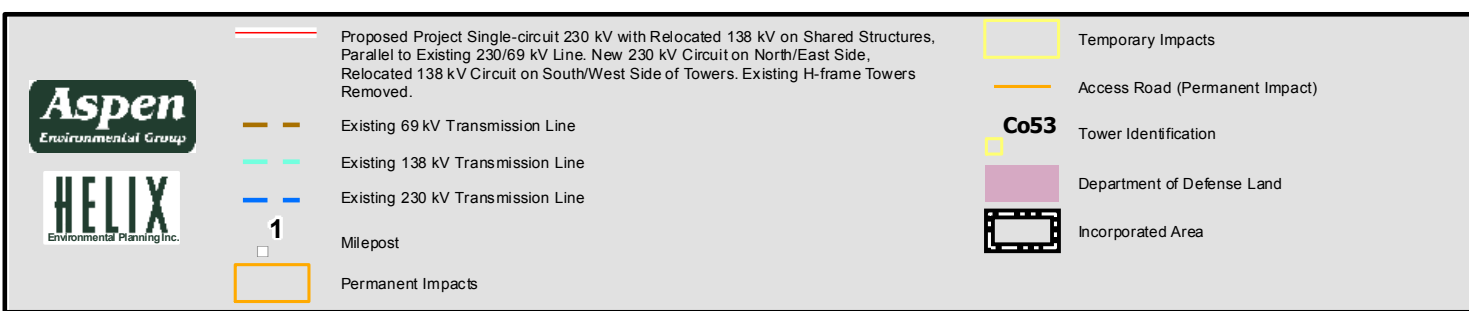 Aspen
Environmental Group
HELIX
Environmental Planning Inc.
Proposed Project Single-circuit 230 kV with Relocated 138 kV on Shared Structures,
Parallel to Existing 230/69 kV Line. New 230 kV Circuit on North/East Side,
Relocated 138 kV Circuit on South/West Side of Towers. Existing H-frame Towers
Removed.
Existing 69 kV Transmission Line
Existing 138 kV Transmission Line
Existing 230 kV Transmission Line
1
Milepost
Permanent Impacts
Temporary Impacts
Access Road (Permanent Impact)
Co53
Tower Identification
Department of Defense Land
Incorporated Area